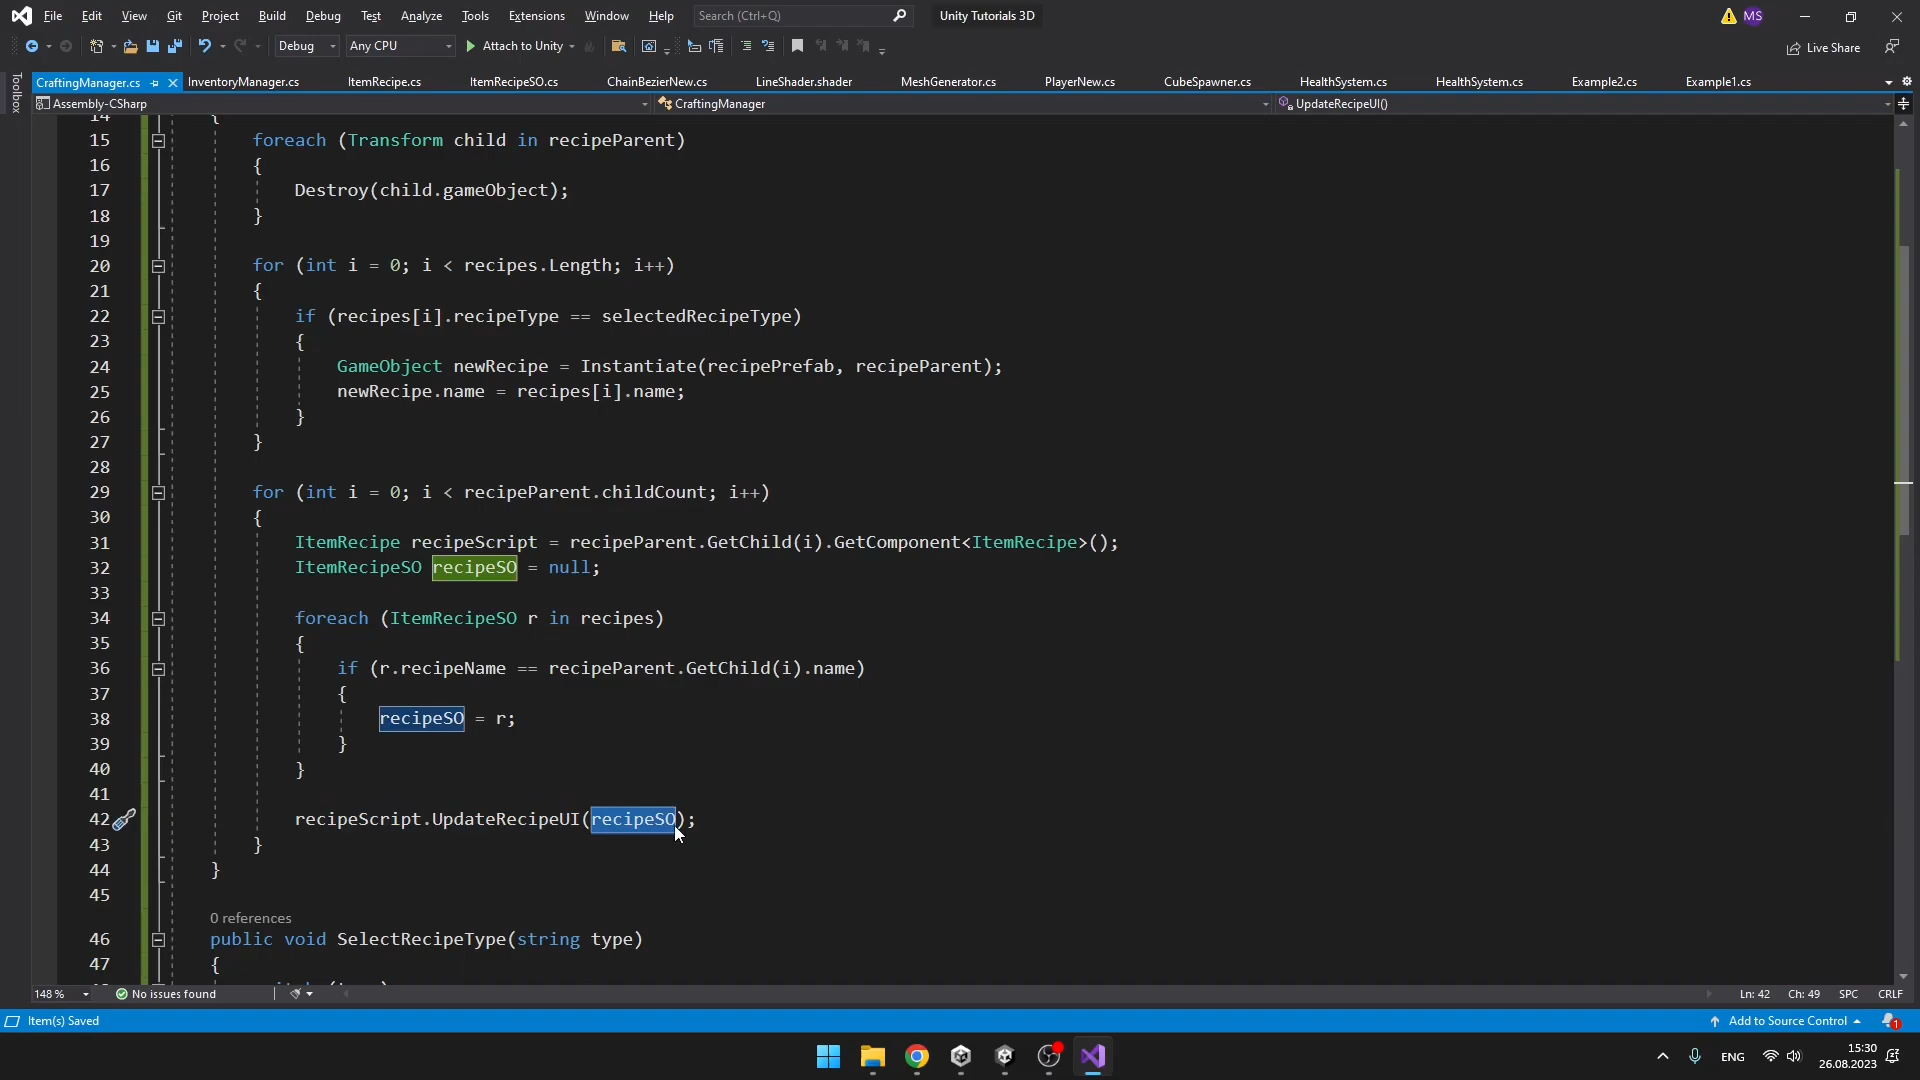 File Edit View Git Project Build Debug Test Analyze Tools Extensions Window Help Search (Ctrl+Q) Unity Tutorials 3D MS
Debug Any CPU Attach to Unity Live Share
Toolbox
CraftingManager.cs InventoryManager.cs ItemRecipe.cs ItemRecipeSO.cs ChainBezierNew.cs LineShader.shader MeshGenerator.cs PlayerNew.cs CubeSpawner.cs HealthSystem.cs HealthSystem.cs Example2.cs Example1.cs
Assembly-CSharp CraftingManager UpdateRecipeUI()
14 {
15 foreach (Transform child in recipeParent)
16 {
17 Destroy(child.gameObject);
18 }
19
20 for (int i = 0; i < recipes.Length; i++)
21 {
22 if (recipes[i].recipeType == selectedRecipeType)
23 {
24 GameObject newRecipe = Instantiate(recipePrefab, recipeParent);
25 newRecipe.name = recipes[i].name;
26 }
27 }
28
29 for (int i = 0; i < recipeParent.childCount; i++)
30 {
31 ItemRecipe recipeScript = recipeParent.GetChild(i).GetComponent<ItemRecipe>();
32 ItemRecipeSO recipeSO = null;
33
34 foreach (ItemRecipeSO r in recipes)
35 {
36 if (r.recipeName == recipeParent.GetChild(i).name)
37 {
38 recipeSO = r;
39 }
40 }
41
42 recipeScript.UpdateRecipeUI(recipeSO);
43 }
44 }
45
0 references
46 public void SelectRecipeType(string type)
47 {
148 % No issues found Ln: 42 Ch: 49 SPC CRLF
Item(s) Saved Add to Source Control 1
ENG 15:30
26.08.2023